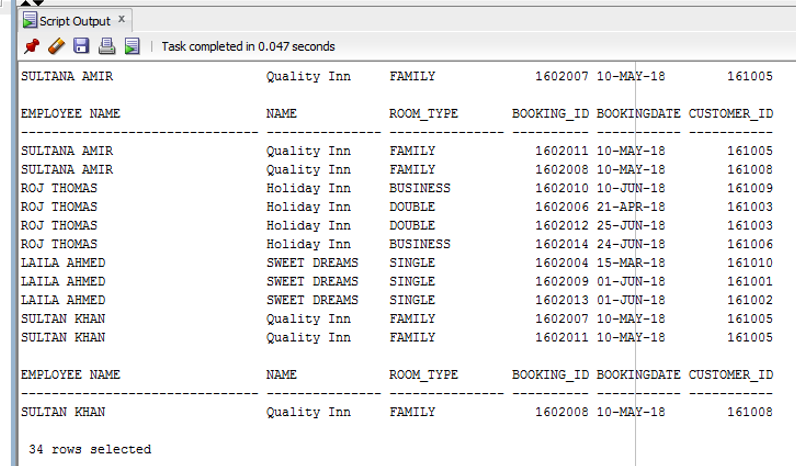 Script Output x
Task completed in 0.047 seconds
SULTANA AMIR Quality Inn FAMILY 1602007 10-MAY-18 161005
EMPLOYEE NAME NAME ROOM_TYPE BOOKING_ID BOOKINGDATE CUSTOMER_ID
------------------------------- --------------- --------------- ---------- ----------- -----------
SULTANA AMIR Quality Inn FAMILY 1602011 10-MAY-18 161005
SULTANA AMIR Quality Inn FAMILY 1602008 10-MAY-18 161008
ROJ THOMAS Holiday Inn BUSINESS 1602010 10-JUN-18 161009
ROJ THOMAS Holiday Inn DOUBLE 1602006 21-APR-18 161003
ROJ THOMAS Holiday Inn DOUBLE 1602012 25-JUN-18 161003
ROJ THOMAS Holiday Inn BUSINESS 1602014 24-JUN-18 161006
LAILA AHMED SWEET DREAMS SINGLE 1602004 15-MAR-18 161010
LAILA AHMED SWEET DREAMS SINGLE 1602009 01-JUN-18 161001
LAILA AHMED SWEET DREAMS SINGLE 1602013 01-JUN-18 161002
SULTAN KHAN Quality Inn FAMILY 1602007 10-MAY-18 161005
SULTAN KHAN Quality Inn FAMILY 1602011 10-MAY-18 161005
EMPLOYEE NAME NAME ROOM_TYPE BOOKING_ID BOOKINGDATE CUSTOMER_ID
------------------------------- --------------- --------------- ---------- ----------- -----------
SULTAN KHAN Quality Inn FAMILY 1602008 10-MAY-18 161008
34 rows selected